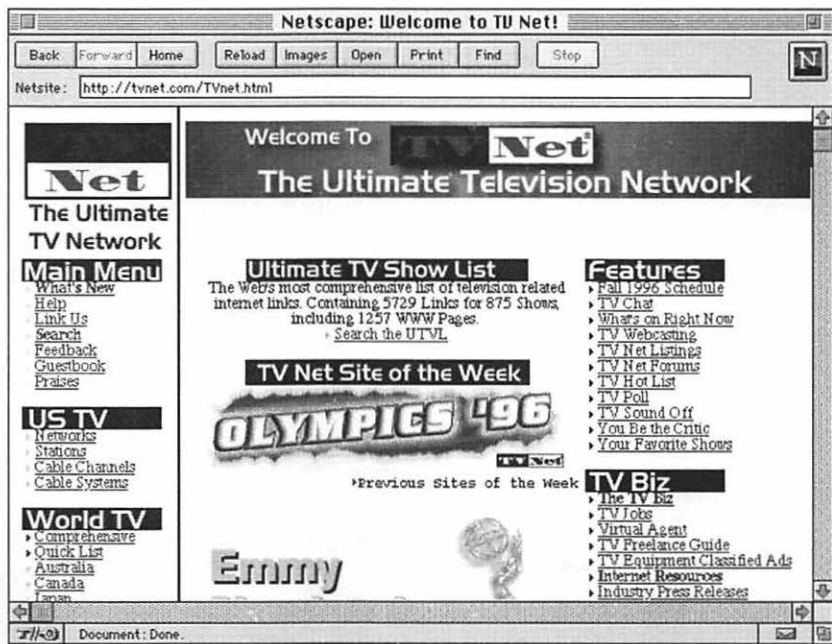 Netscape: Welcome to TV Net!
Back Forward Home Reload Images Open Print Find Stop
N
Netsite: http://tvnet.com/TVnet.html
Net
The Ultimate
TV Network
Main Menu
What's New
Help
Link Us
Search
Feedback
Guestbook
Praises
US TV
Networks
Stations
Cable Channels
Cable Systems
World TV
Comprehensive
Quick List
Australia
Canada
Japan
Welcome To TV Net
The Ultimate Television Network
Ultimate TV Show List
The Web's most comprehensive list of television related
internet links. Containing 5729 Links for 875 Shows,
including 1257 WWW Pages.
Search the UTVL
TV Net Site of the Week
OLYMPICS '96
TV Net
Previous Sites of the Week
Emmy
Features
Fall 1996 Schedule
TV Chat
What's on Right Now
TV Webcasting
TV Net Listings
TV Net Forums
TV Hot List
TV Poll
TV Sound Off
You Be the Critic
Your Favorite Shows
TV Biz
The TV Biz
TV Jobs
Virtual Agent
TV Freelance Guide
TV Equipment Classified Ads
Internet Resources
Industry Press Releases
Document: Done.